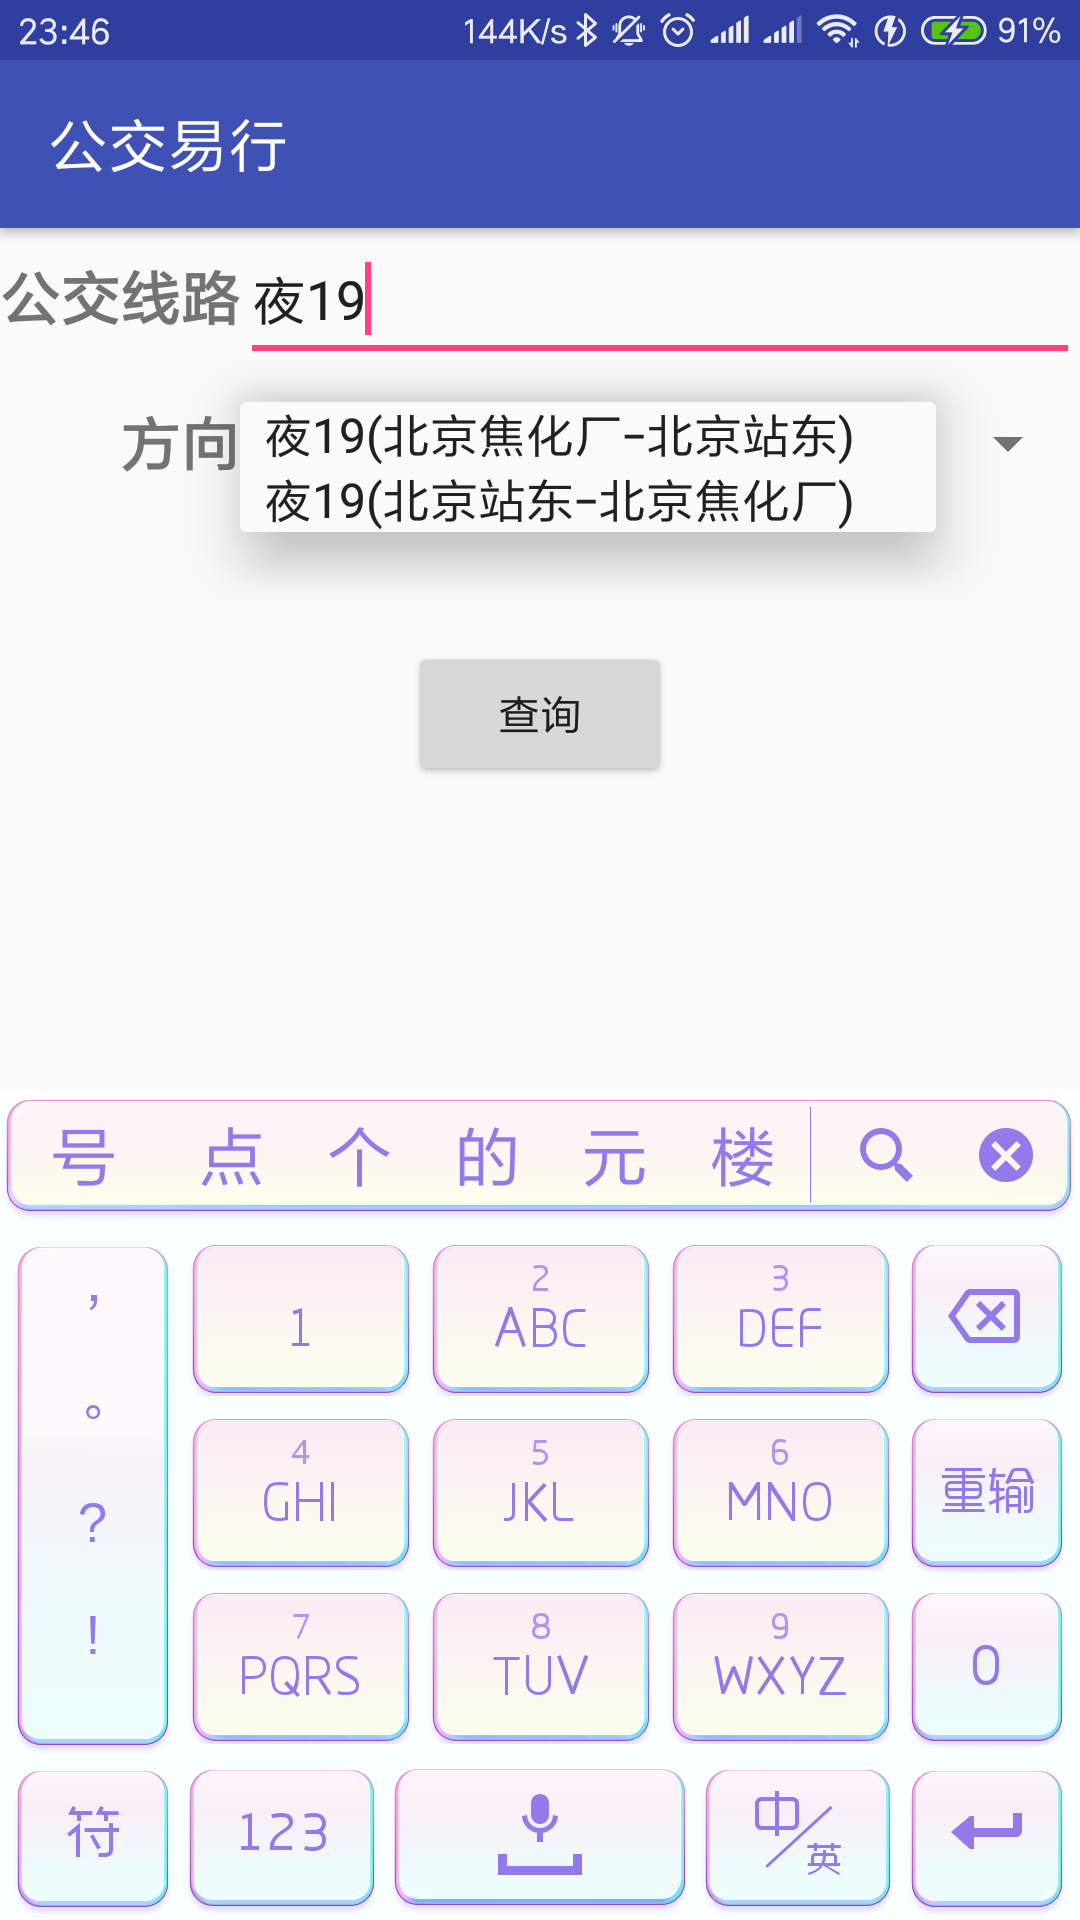 23:46 144K/s 91%
公交易行
公交线路 夜19
方向
夜19(北京焦化厂-北京站东)
夜19(北京站东-北京焦化厂)
查询
号 点 个 的 元 楼
， 1 2 ABC 3 DEF
。 4 GHI 5 JKL 6 MNO 重输
?
! 7 PQRS 8 TUV 9 WXYZ 0
符 123 中/英